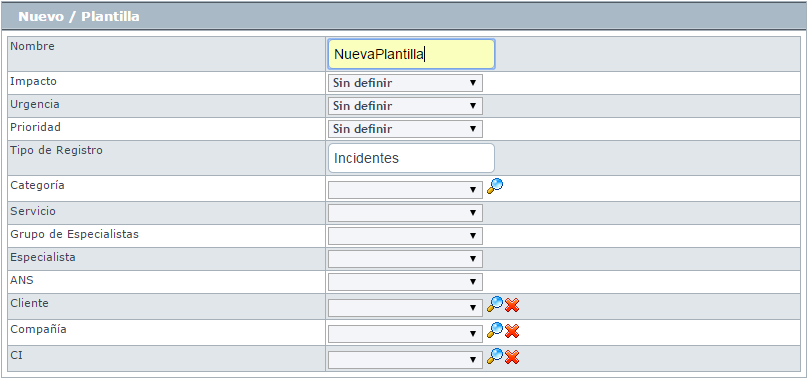 Nuevo / Plantilla
Nombre NuevaPlantilla
Impacto Sin definir
Urgencia Sin definir
Prioridad Sin definir
Tipo de Registro Incidentes
Categoría
Servicio
Grupo de Especialistas
Especialista
ANS
Cliente
Compañía
CI